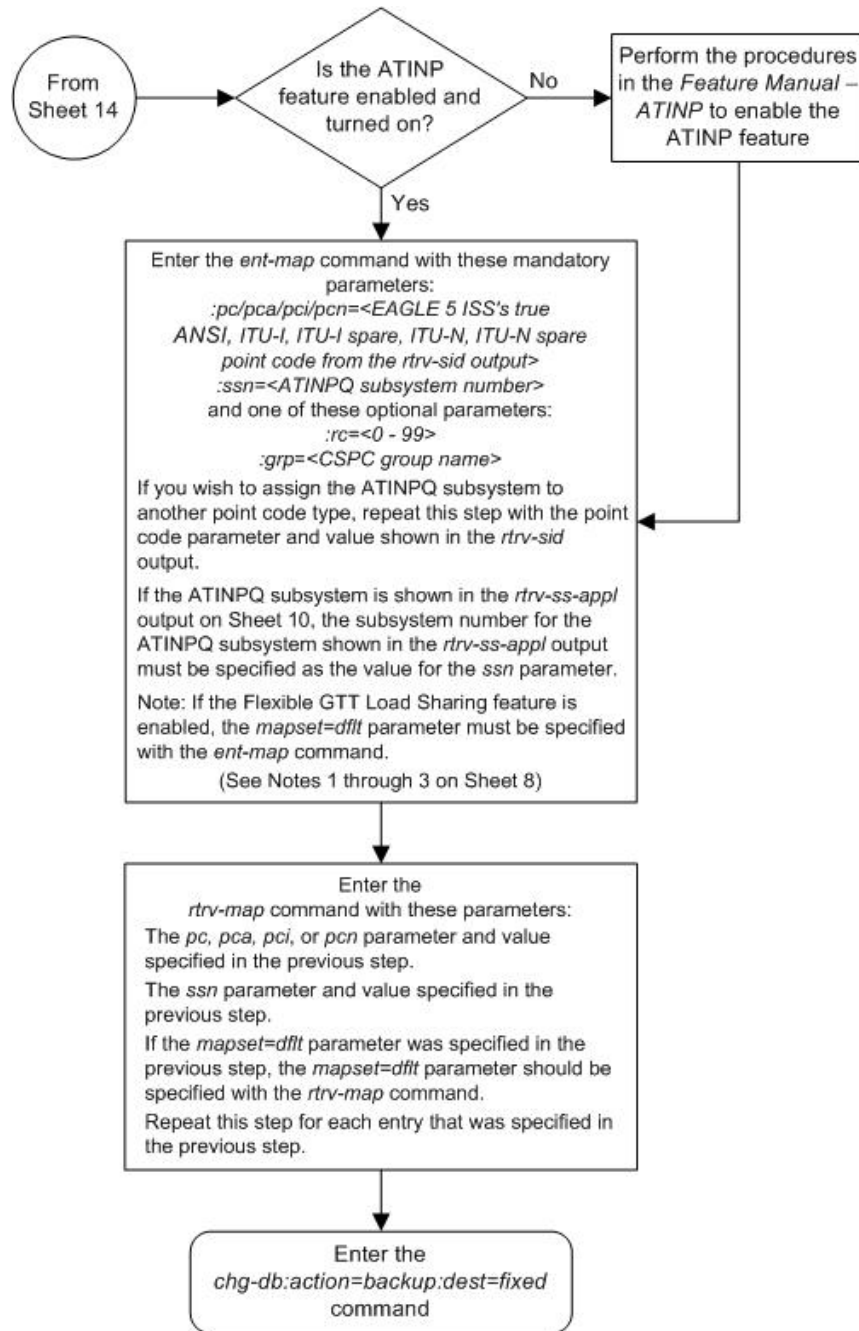 From
Sheet 14
Is the ATINP
feature enabled and
turned on?
No
Perform the procedures
in the Feature Manual –
ATINP to enable the
ATINP feature
Yes
Enter the ent-map command with these mandatory
parameters:
:pc/pca/pci/pcn=<EAGLE 5 ISS's true
ANSI, ITU-I, ITU-I spare, ITU-N, ITU-N spare
point code from the rtrv-sid output>
:ssn=<ATINPQ subsystem number>
and one of these optional parameters:
:rc=<0 - 99>
:grp=<CSPC group name>
If you wish to assign the ATINPQ subsystem to
another point code type, repeat this step with the point
code parameter and value shown in the rtrv-sid
output.
If the ATINPQ subsystem is shown in the rtrv-ss-appl
output on Sheet 10, the subsystem number for the
ATINPQ subsystem shown in the rtrv-ss-appl output
must be specified as the value for the ssn parameter.
Note: If the Flexible GTT Load Sharing feature is
enabled, the mapset=dflt parameter must be specified
with the ent-map command.
(See Notes 1 through 3 on Sheet 8)
Enter the
rtrv-map command with these parameters:
The pc, pca, pci, or pcn parameter and value
specified in the previous step.
The ssn parameter and value specified in the
previous step.
If the mapset=dflt parameter was specified in the
previous step, the mapset=dflt parameter should be
specified with the rtrv-map command.
Repeat this step for each entry that was specified in
the previous step.
Enter the
chg-db:action=backup:dest=fixed
command